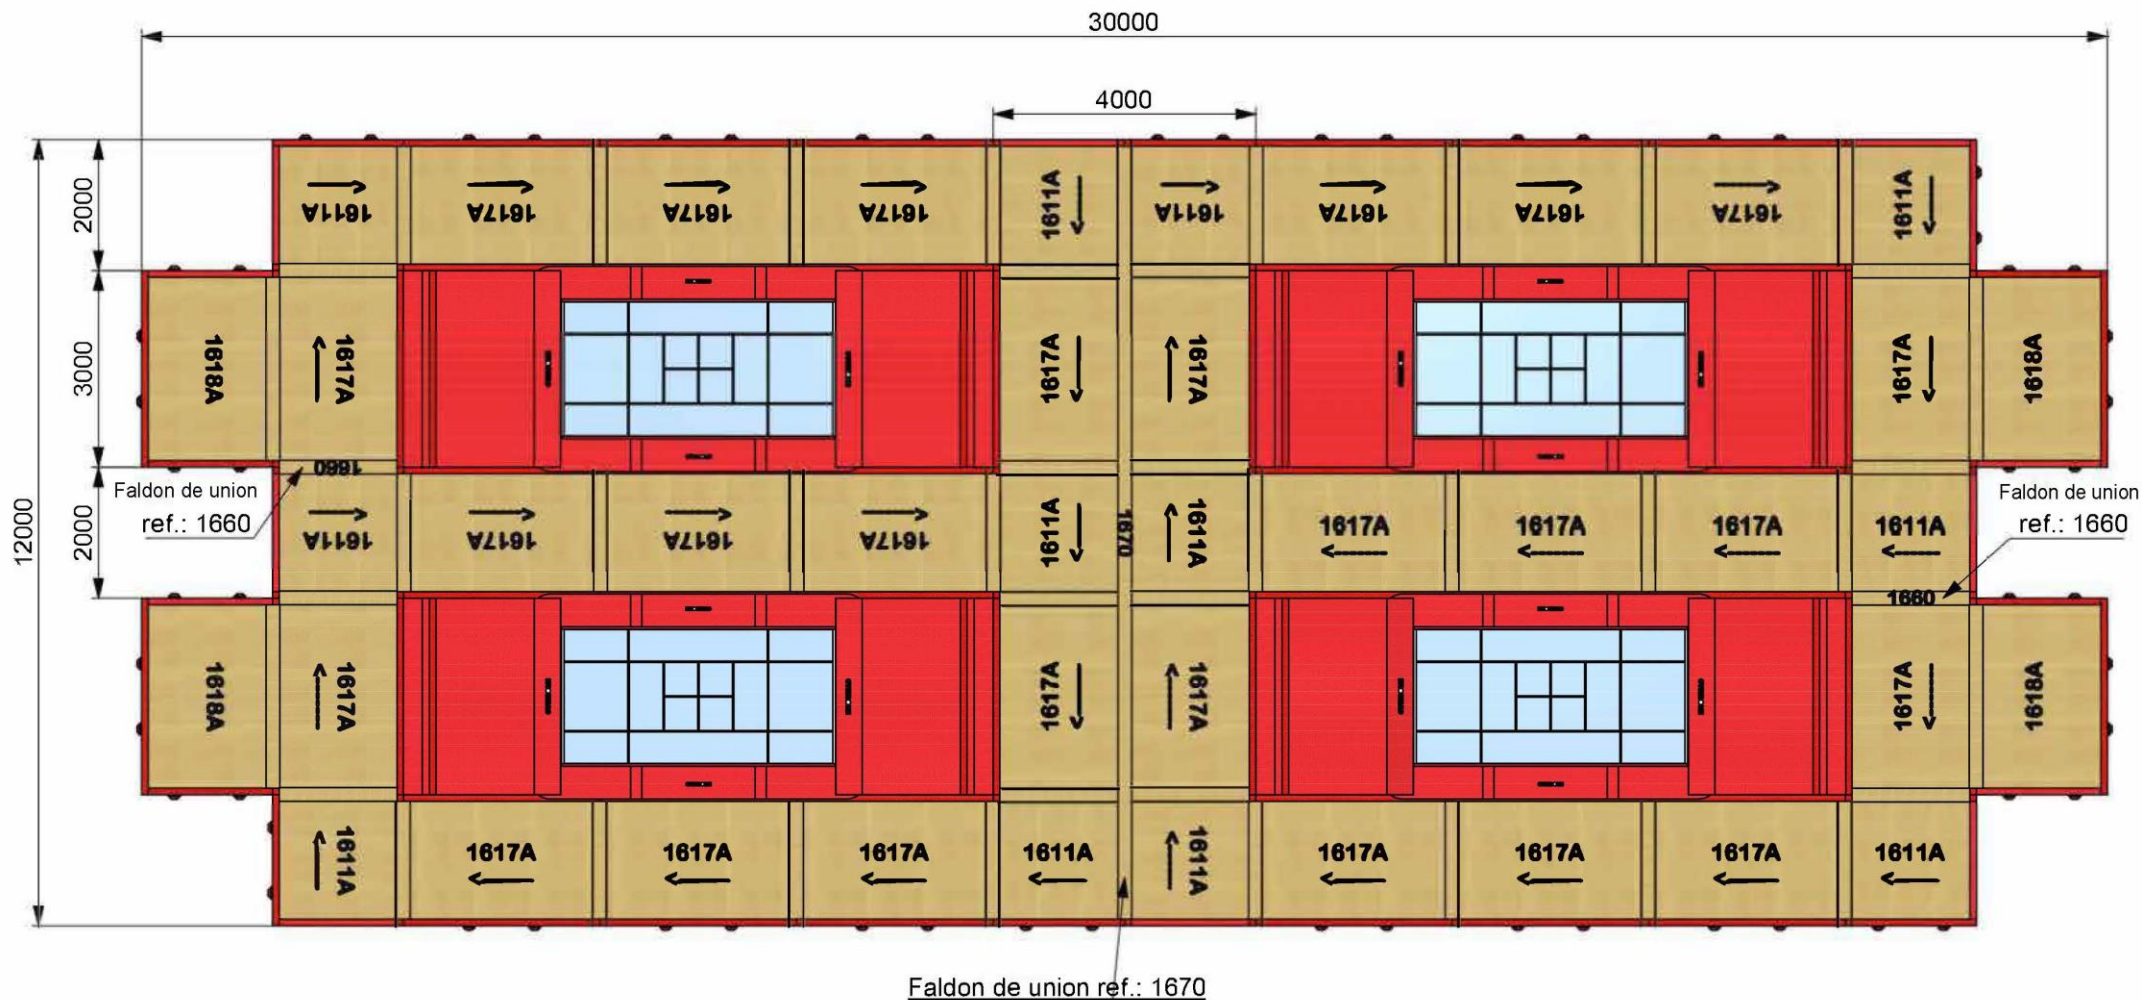 30000
4000
12000
2000
3000
2000
1611A 1617A 1617A 1617A 1611A 1611A 1617A 1617A 1617A 1611A
1618A 1617A 1617A 1617A 1617A 1618A
1660
Faldon de union
ref.: 1660
1611A 1617A 1617A 1617A 1611A 1670 1611A 1617A 1617A 1617A 1611A
Faldon de union
ref.: 1660
1660
1618A 1617A 1617A 1617A 1617A 1618A
1611A 1617A 1617A 1617A 1611A 1611A 1617A 1617A 1617A 1611A
Faldon de union ref.: 1670